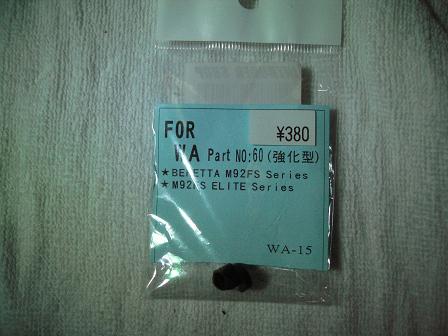 FOR
¥380
WA Part NO:60(強化型)
★BERETTA M92FS Series
★M92FS ELITE Series
WA-15